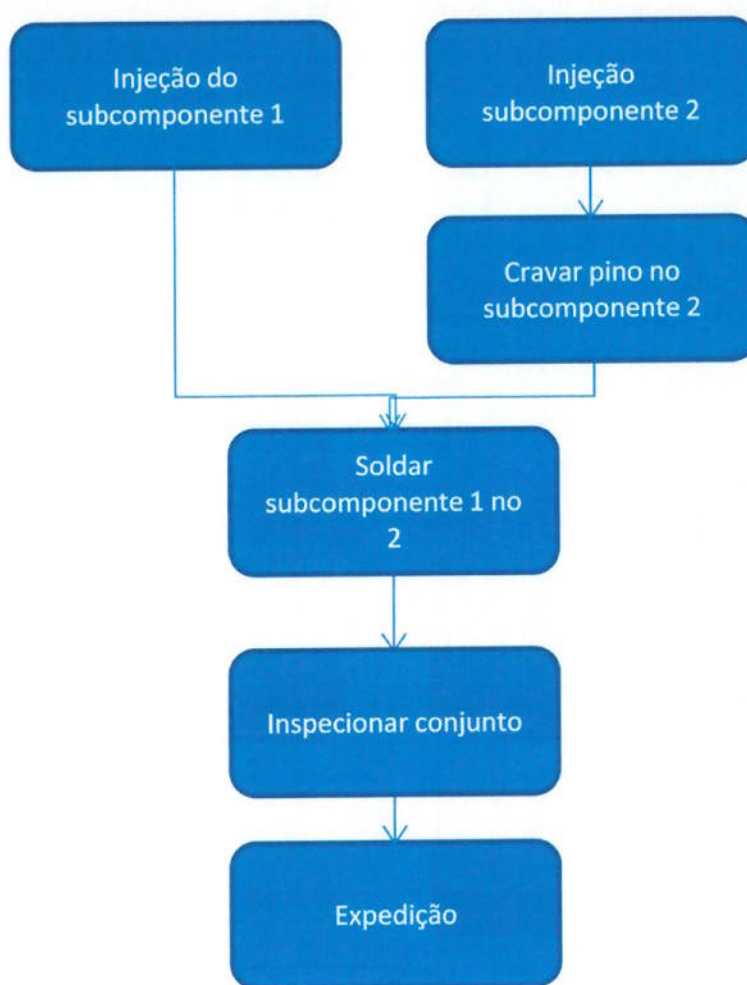 Injeção do
subcomponente 1
Injeção
subcomponente 2
Cravar pino no
subcomponente 2
Soldar
subcomponente 1 no
2
Inspecionar conjunto
Expedição